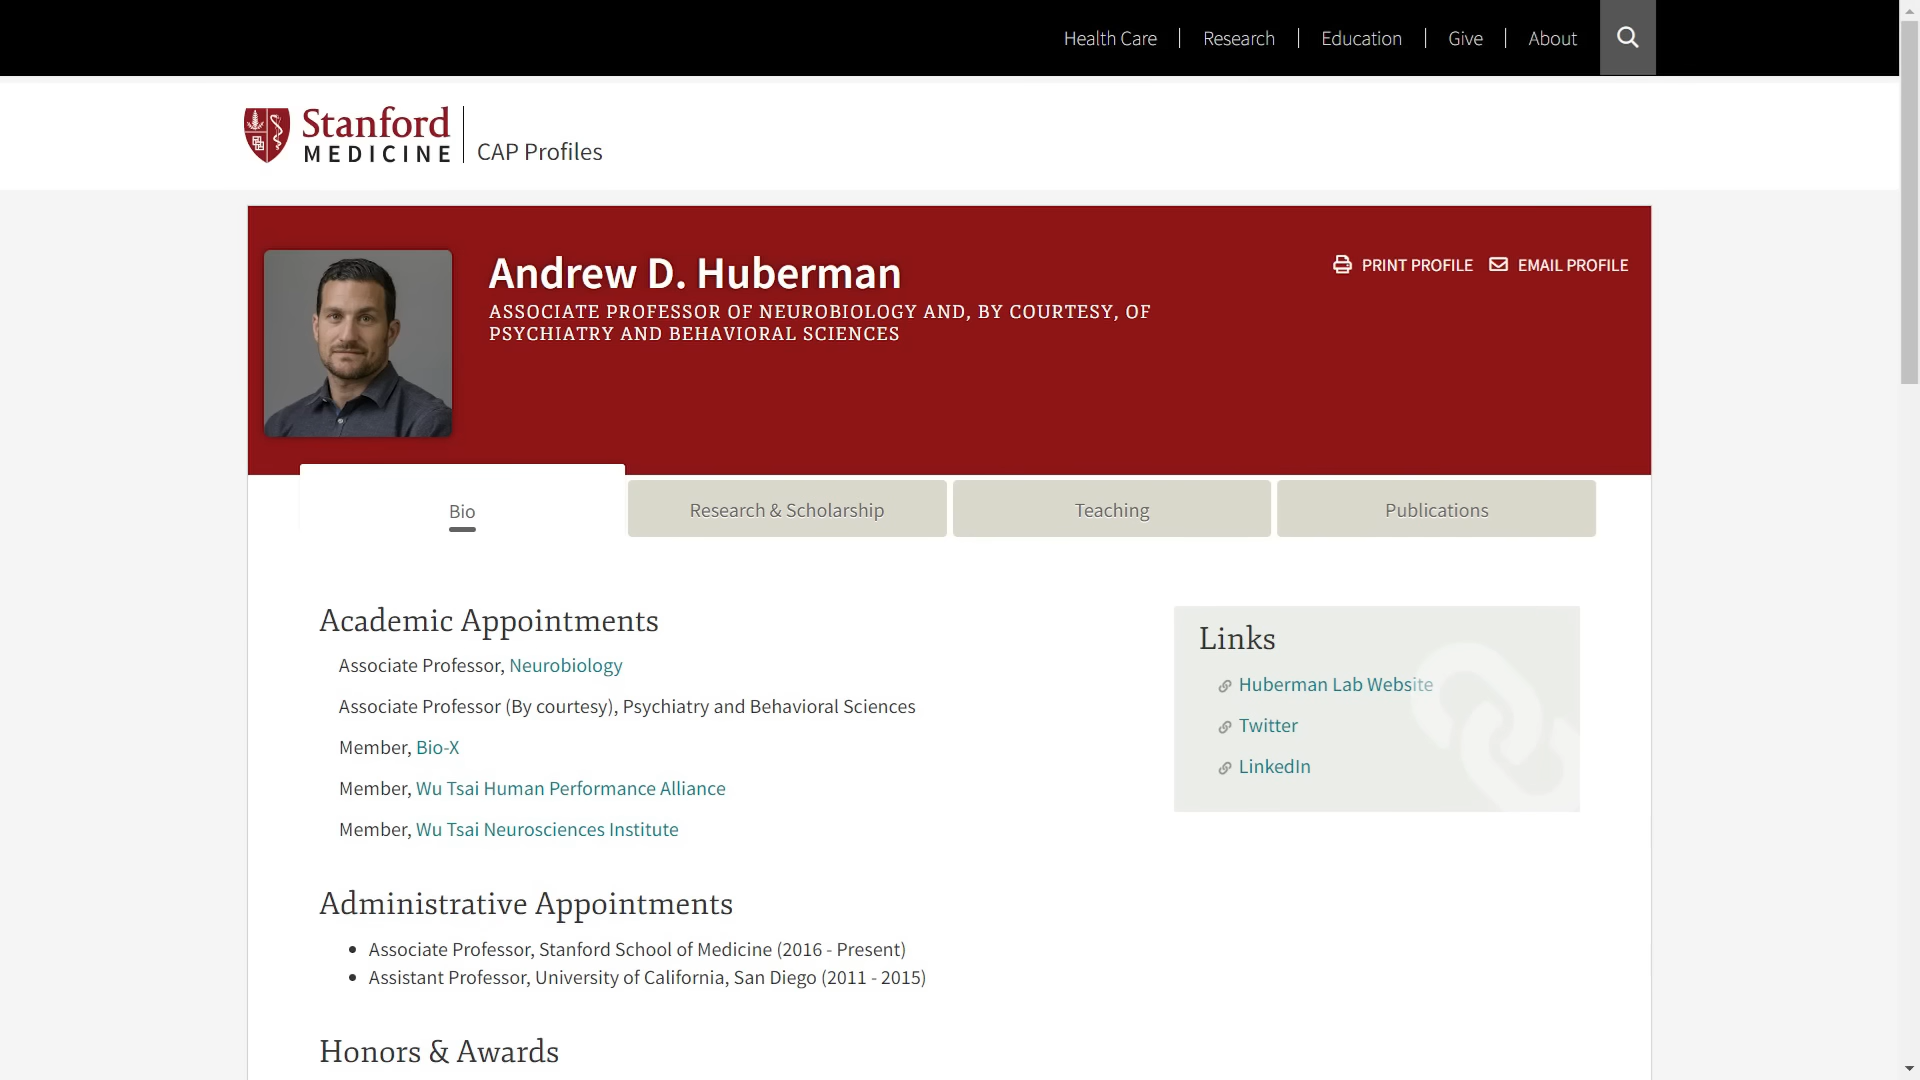 Health Care
Research
Education
Give
About
Stanford
MEDICINE
CAP Profiles
Andrew D. Huberman
ASSOCIATE PROFESSOR OF NEUROBIOLOGY AND, BY COURTESY, OF
PSYCHIATRY AND BEHAVIORAL SCIENCES
PRINT PROFILE
EMAIL PROFILE
Bio
Research & Scholarship
Teaching
Publications
Academic Appointments
Associate Professor, Neurobiology
Associate Professor (By courtesy), Psychiatry and Behavioral Sciences
Member, Bio-X
Member, Wu Tsai Human Performance Alliance
Member, Wu Tsai Neurosciences Institute
Links
Huberman Lab Website
Twitter
LinkedIn
Administrative Appointments
Associate Professor, Stanford School of Medicine (2016 - Present)
Assistant Professor, University of California, San Diego (2011 - 2015)
Honors & Awards